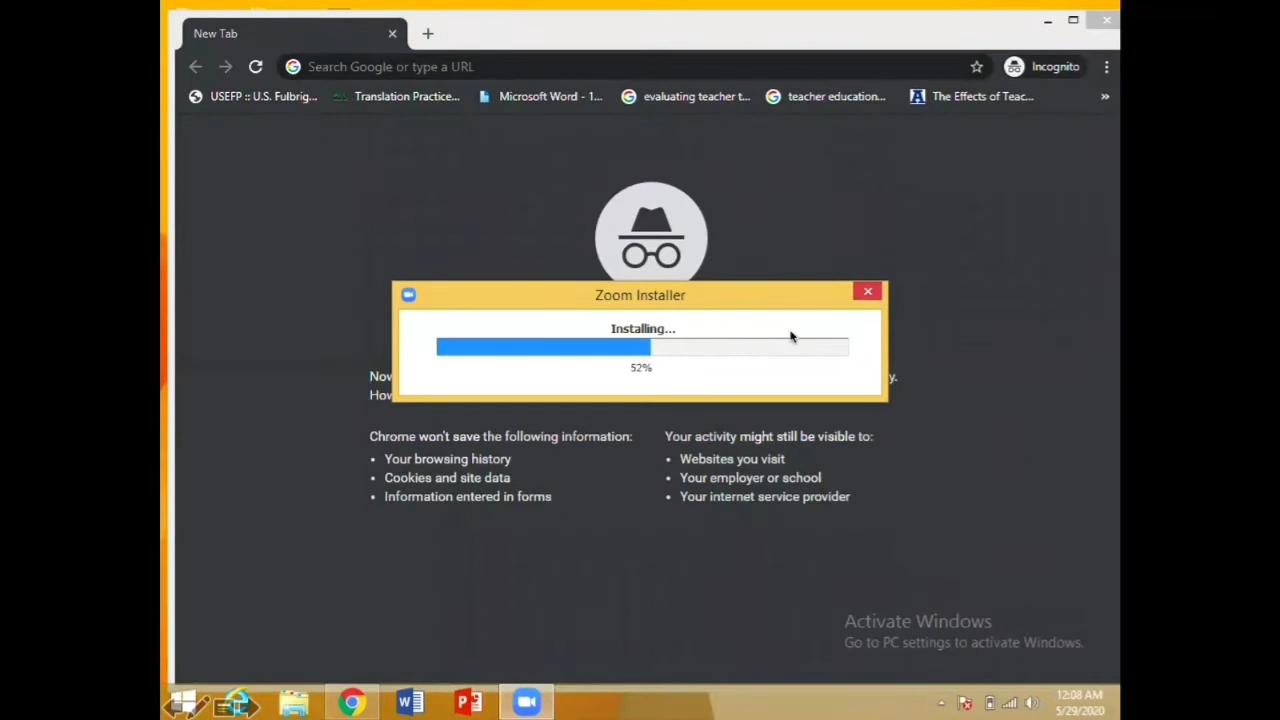 New Tab
Search Google or type a URL
Incognito
USEFP :: U.S. Fulbrig...
Translation Practice...
Microsoft Word - 1...
evaluating teacher t...
teacher education...
The Effects of Teac...
»
Zoom Installer
Installing...
52%
Chrome won't save the following information:
• Your browsing history
• Cookies and site data
• Information entered in forms
Your activity might still be visible to:
• Websites you visit
• Your employer or school
• Your internet service provider
Activate Windows
Go to PC settings to activate Windows.
12:08 AM
5/29/2020